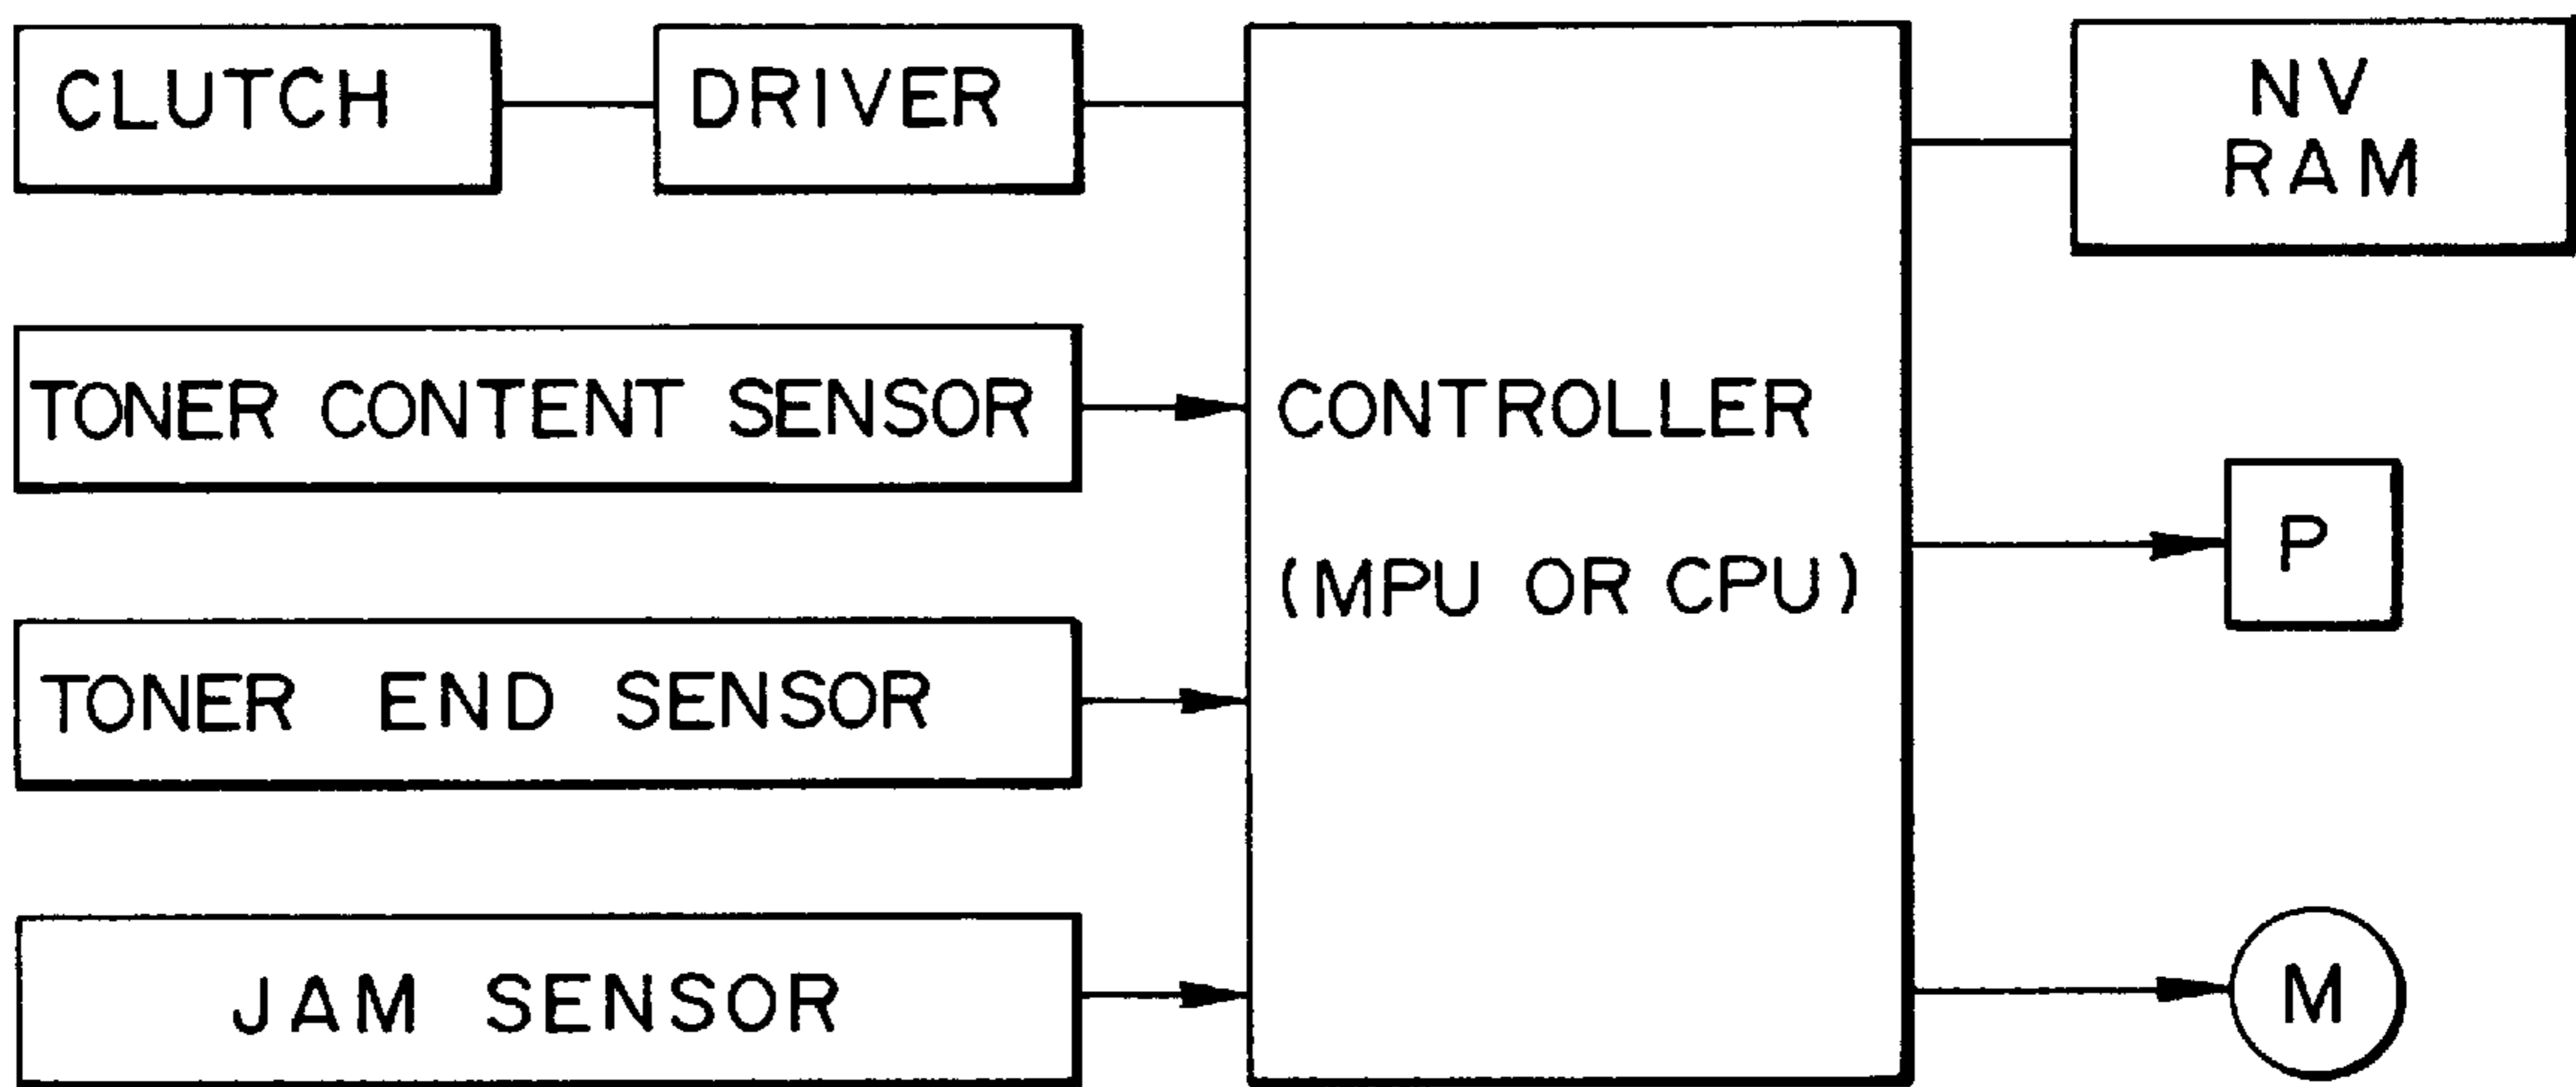 CLUTCH
DRIVER
TONER CONTENT SENSOR
TONER END SENSOR
JAM SENSOR
CONTROLLER
(MPU OR CPU)
NV
RAM
P
M